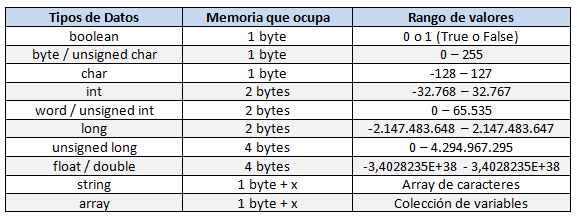 Tipos de Datos Memoria que ocupa Rango de valores
boolean 1 byte 0 o 1 (True o False)
byte / unsigned char 1 byte 0 – 255
char 1 byte -128 – 127
int 2 bytes -32.768 – 32.767
word / unsigned int 2 bytes 0 – 65.535
long 2 bytes -2.147.483.648 – 2.147.483.647
unsigned long 4 bytes 0 – 4.294.967.295
float / double 4 bytes -3,4028235E+38 - 3,4028235E+38
string 1 byte + x Array de caracteres
array 1 byte + x Colección de variables